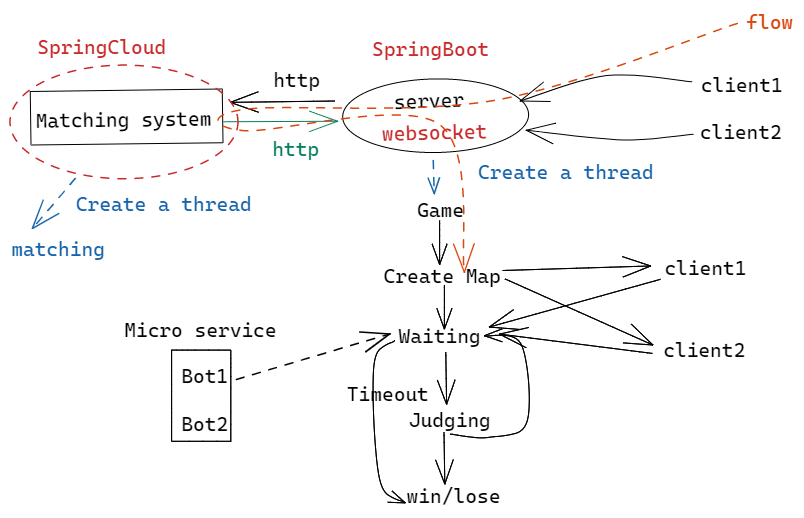 flow
SpringCloud
SpringBoot
http
client1
server
Matching system
websocket
client2
http
Create a thread
Create a thread
Game
matching
client1
Create Map
Micro service
Waiting
client2
Bot1
Timeout
Judging
Bot2
win/lose